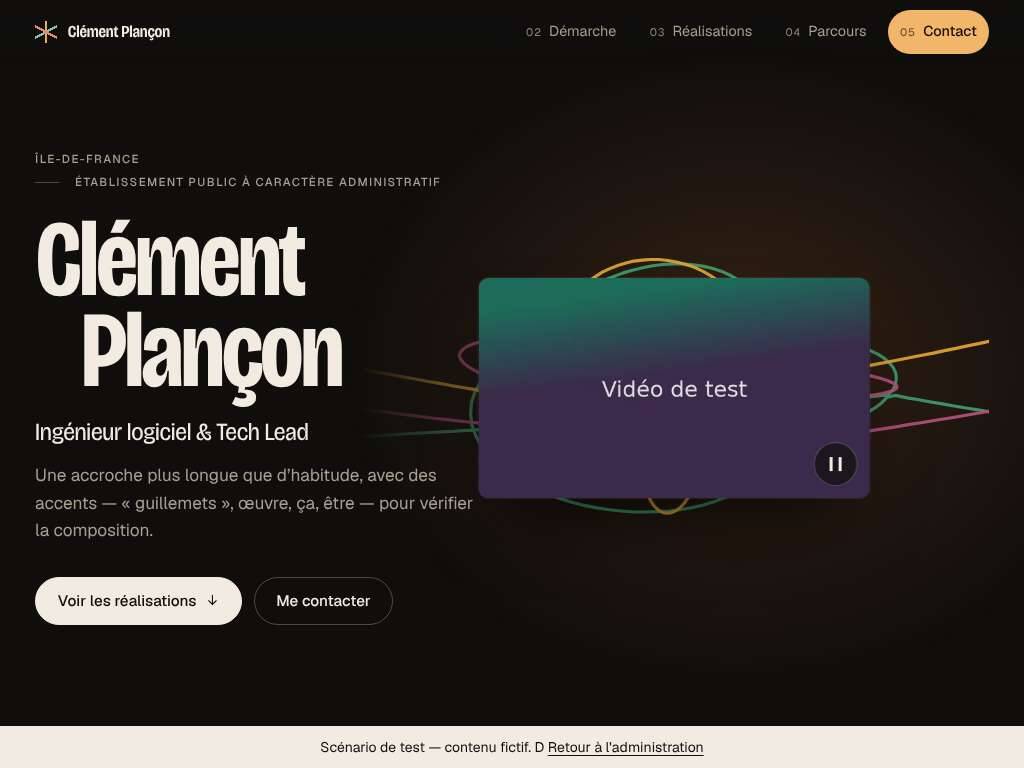 Clément Plançon
02 Démarche
03 Réalisations
04 Parcours
05 Contact
ÎLE-DE-FRANCE
ÉTABLISSEMENT PUBLIC À CARACTÈRE ADMINISTRATIF
Clément
Plançon
Ingénieur logiciel & Tech Lead
Une accroche plus longue que d’habitude, avec des
accents — « guillemets », œuvre, ça, être — pour vérifier
la composition.
Voir les réalisations ↓
Me contacter
Vidéo de test
Scénario de test — contenu fictif. D Retour à l'administration